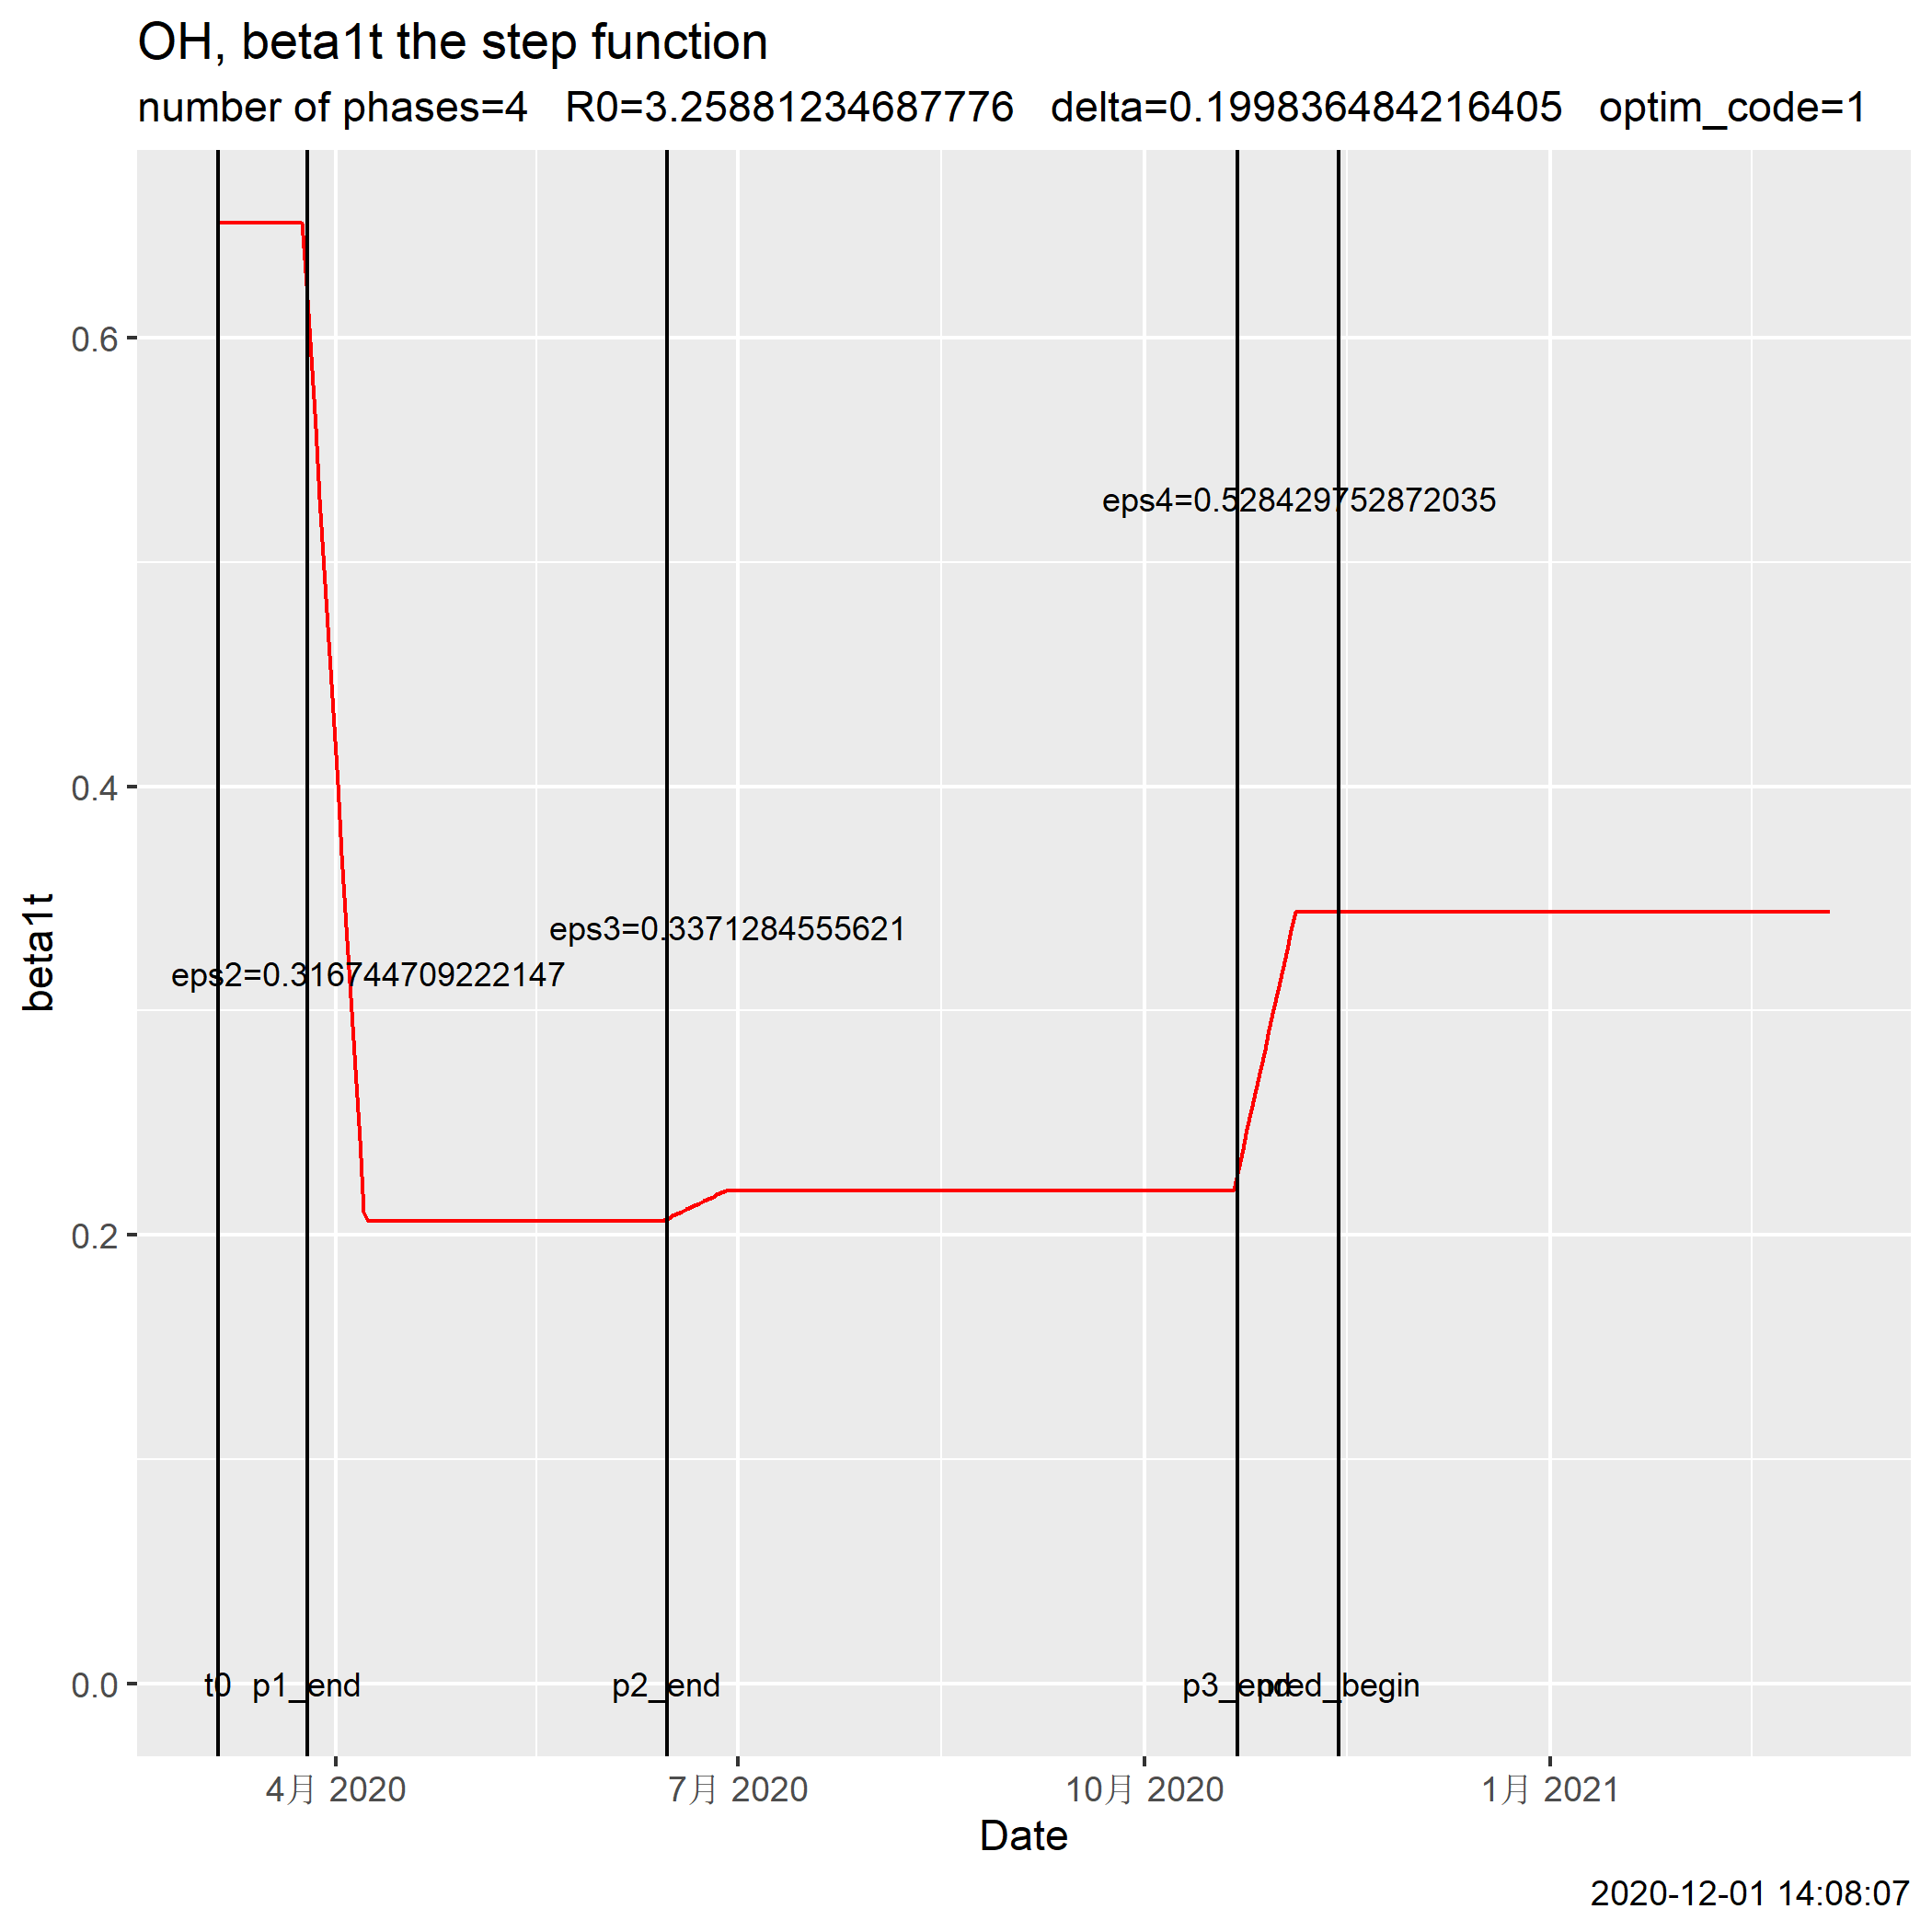 OH, beta1t the step function
number of phases=4 R0=3.25881234687776 delta=0.199836484216405 optim_code=1
beta1t
0.6
0.4
0.2
0.0
eps4=0.528429752872035
eps3=0.3371284555621
eps2=0.316744709222147
t0 p1_end p2_end p3_end pred_begin
4月 2020 7月 2020 10月 2020 1月 2021
Date
2020-12-01 14:08:07